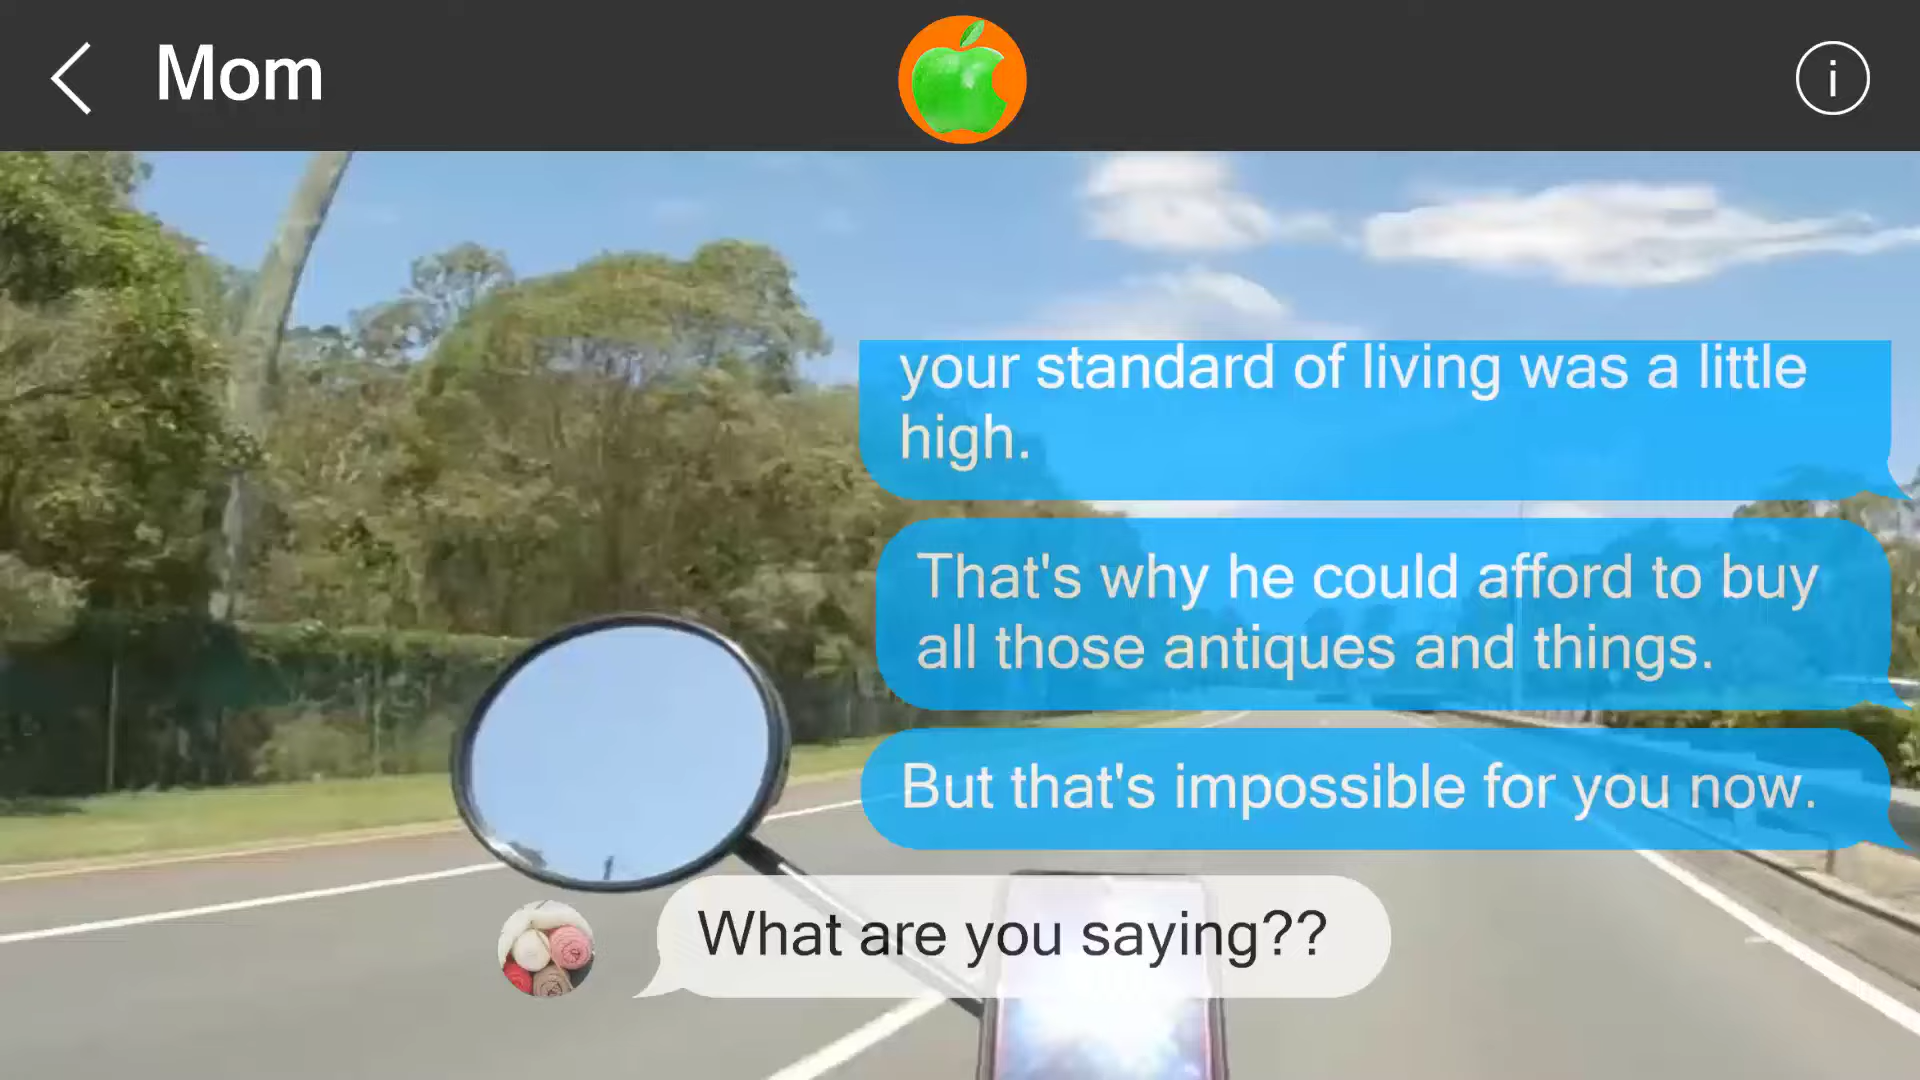 Mom
i
your standard of living was a little
high.
That's why he could afford to buy
all those antiques and things.
But that's impossible for you now.
What are you saying??